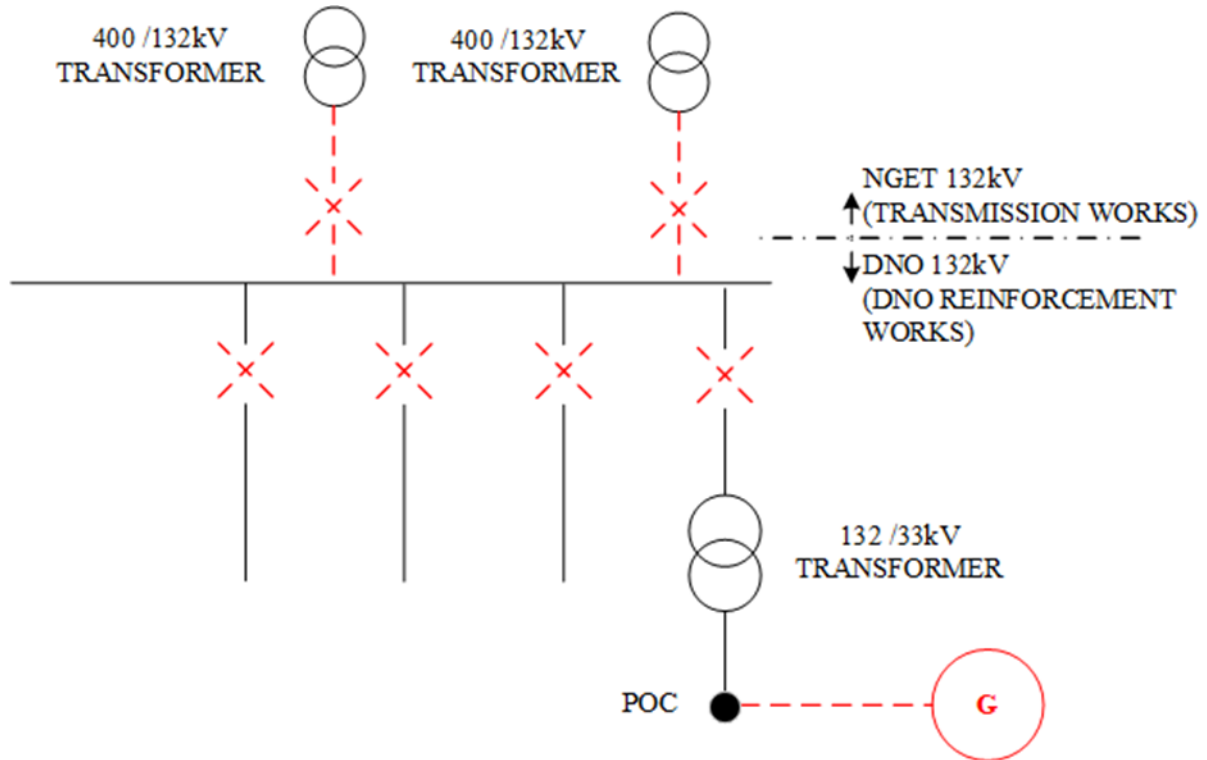 400 /132kV
TRANSFORMER
400 /132kV
TRANSFORMER
NGET 132kV
(TRANSMISSION WORKS)
DNO 132kV
(DNO REINFORCEMENT
WORKS)
132 /33kV
TRANSFORMER
POC
G